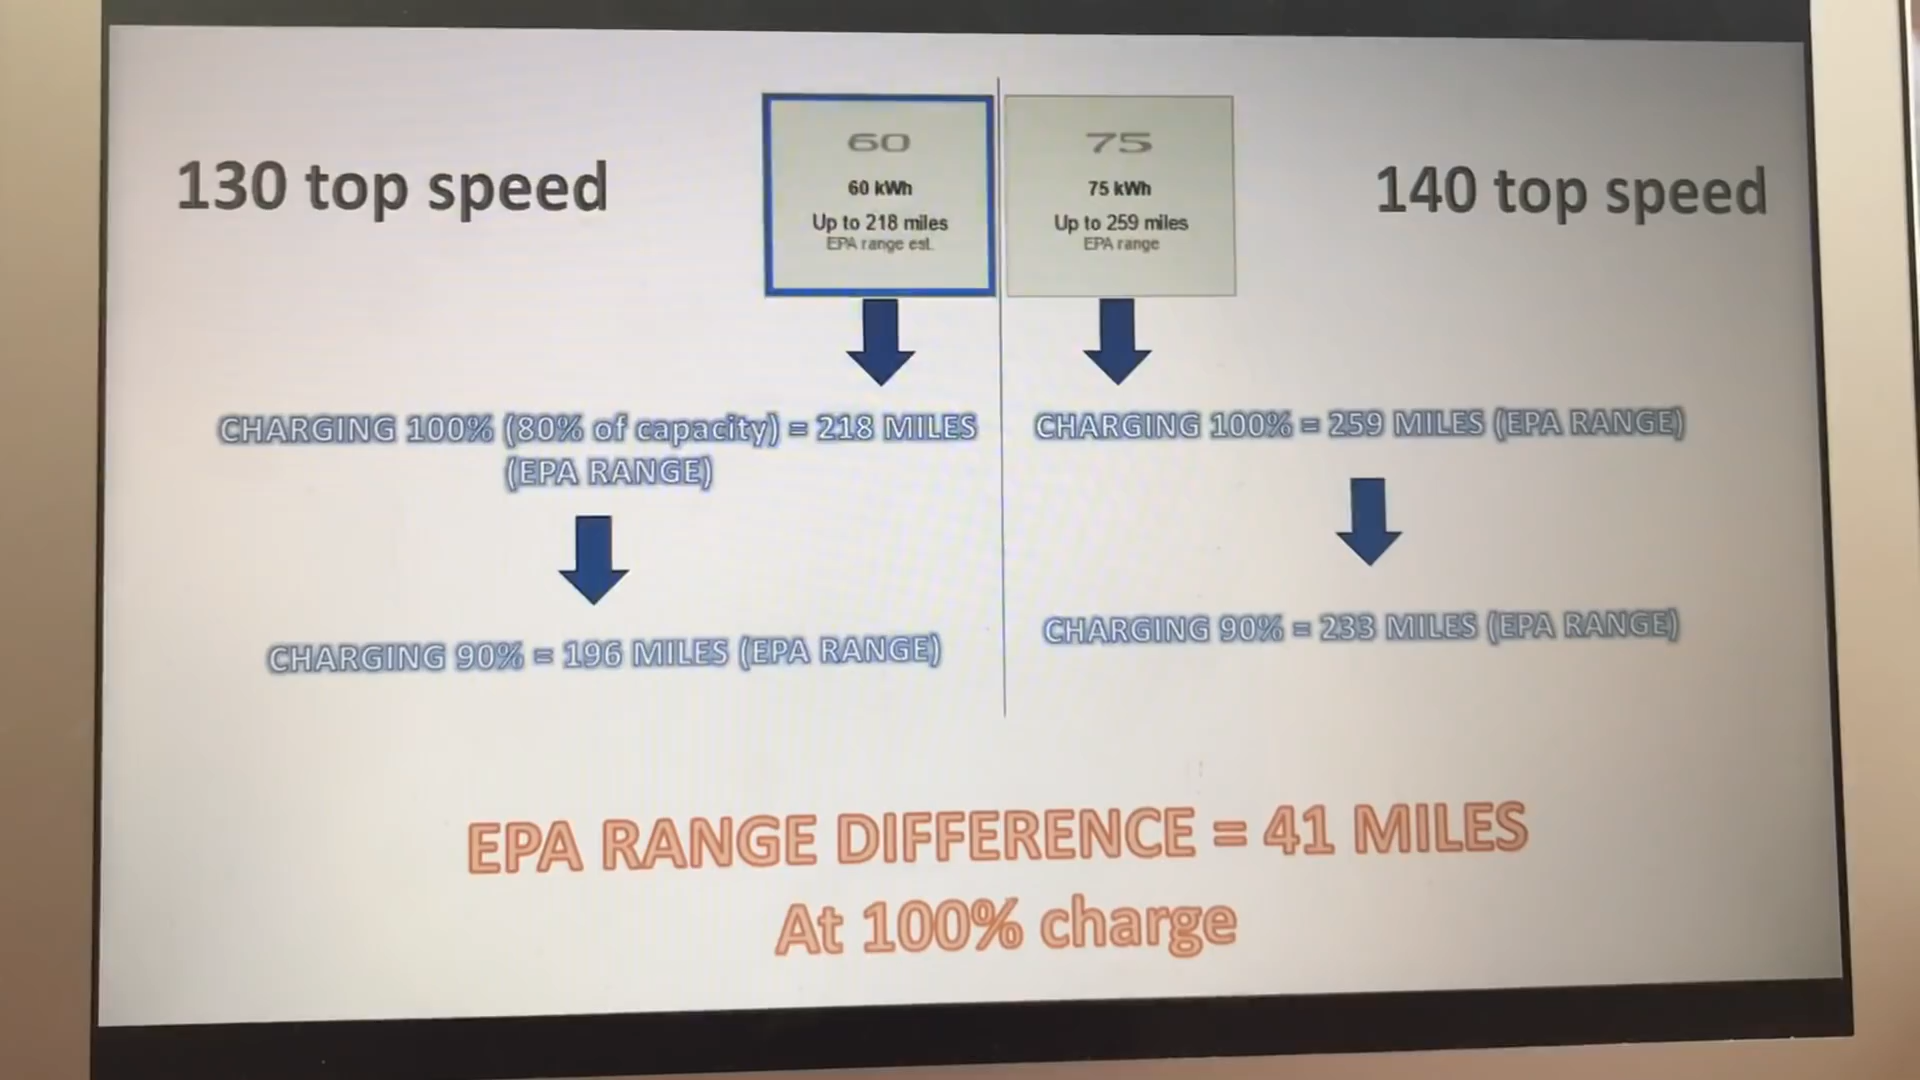 130 top speed
60
60 kWh
Up to 218 miles
EPA range est.
75
75 kWh
Up to 259 miles
EPA range
140 top speed
CHARGING 100% (80% of capacity) = 218 MILES
(EPA RANGE)
CHARGING 90% = 196 MILES (EPA RANGE)
CHARGING 100% = 259 MILES (EPA RANGE)
CHARGING 90% = 233 MILES (EPA RANGE)
EPA RANGE DIFFERENCE = 41 MILES
At 100% charge